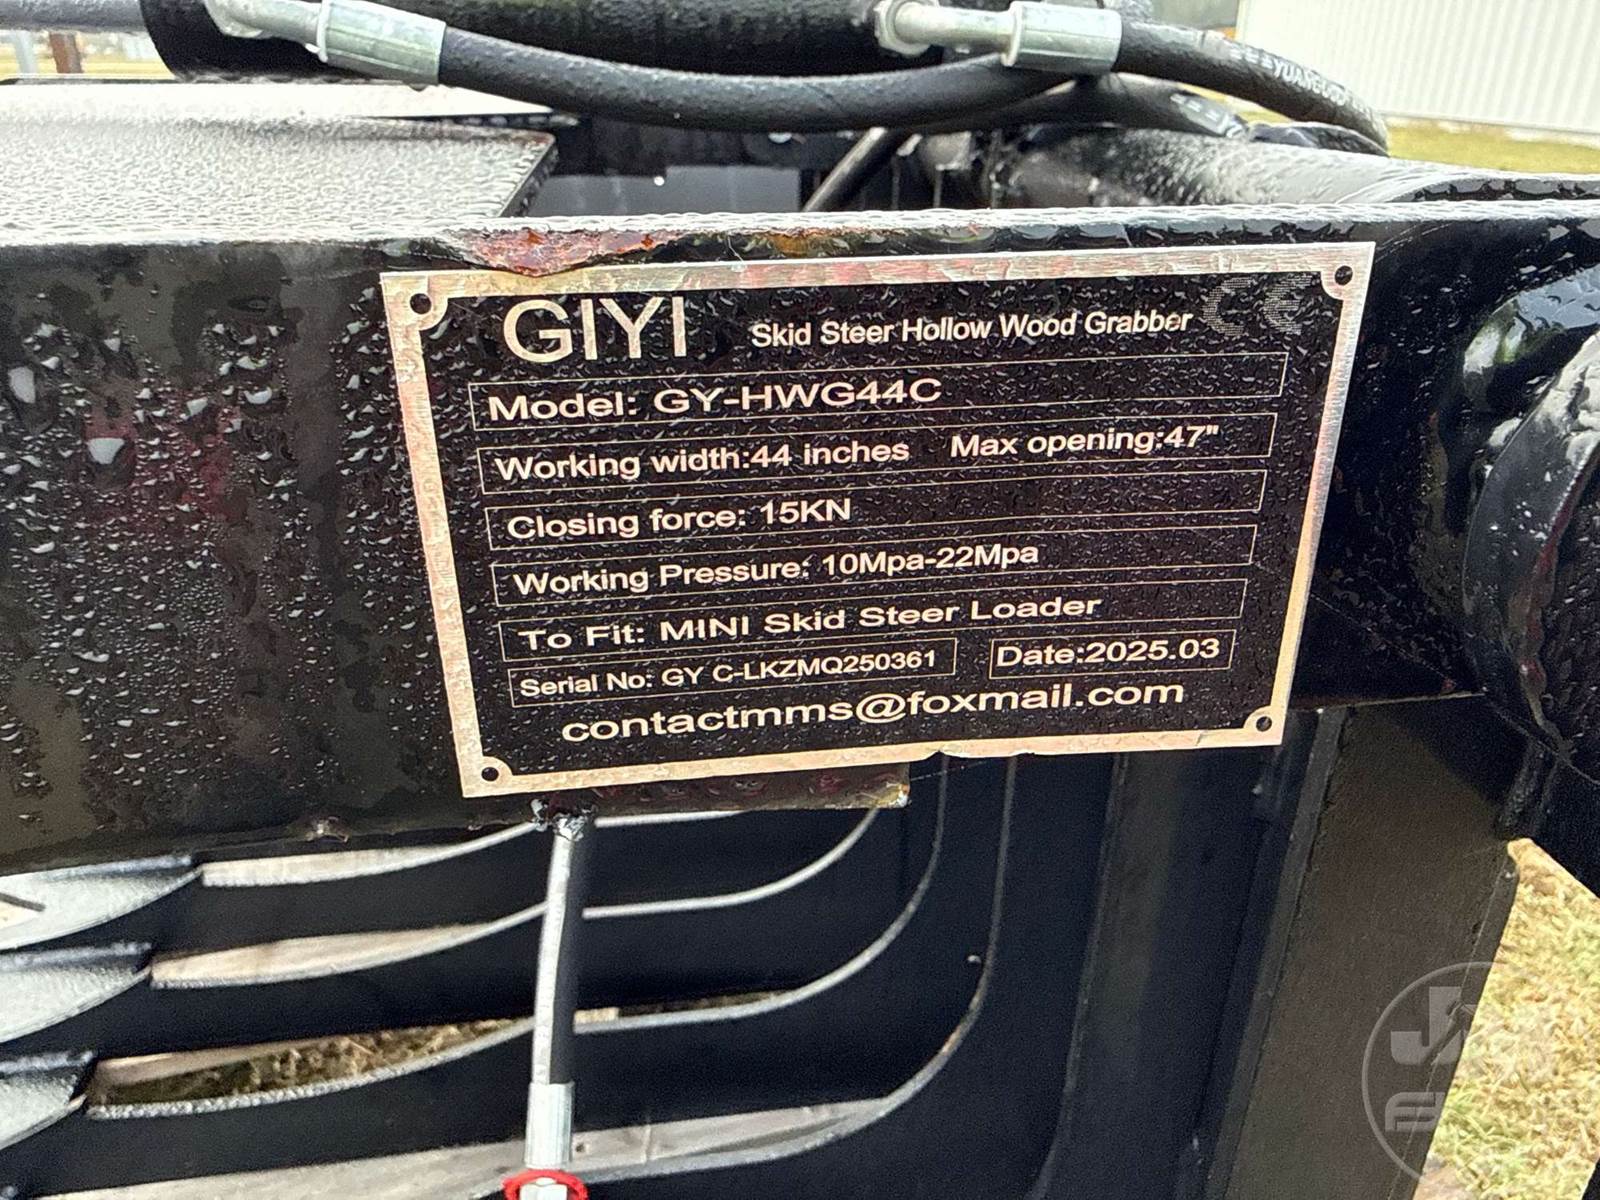 GIYI Skid Steer Hollow Wood Grabber CE
Model: GY-HWG44C
Working width:44 inches Max opening:47"
Closing force: 15KN
Working Pressure: 10Mpa-22Mpa
To Fit: MINI Skid Steer Loader
Serial No: GY C-LKZMQ250361 Date:2025.03
contactmms@foxmail.com